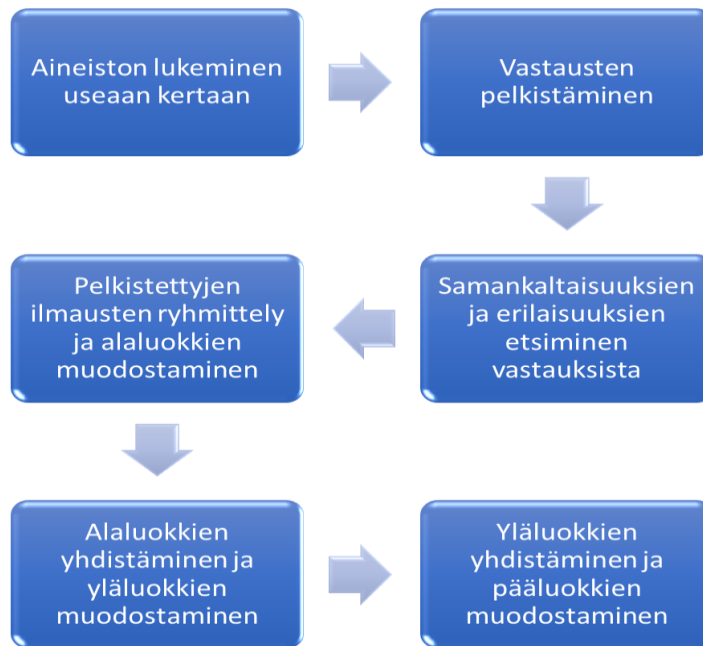 Aineiston lukeminen
useaan kertaan
Vastausten
pelkistäminen
Samankaltaisuuksien
ja erilaisuuksien
etsiminen
vastauksista
Pelkistettyjen
ilmausten ryhmittely
ja alaluokkien
muodostaminen
Alaluokkien
yhdistäminen ja
yläluokkien
muodostaminen
Yläluokkien
yhdistäminen ja
pääluokkien
muodostaminen